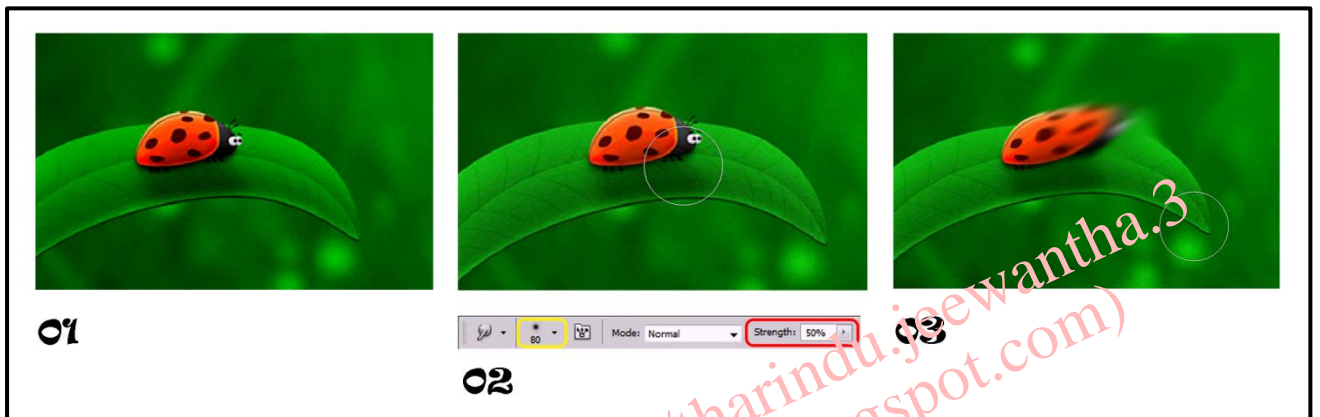 01
80
Mode: Normal
Strength: 50%
02
03
tharindu.jeewantha.3
gspot.com)